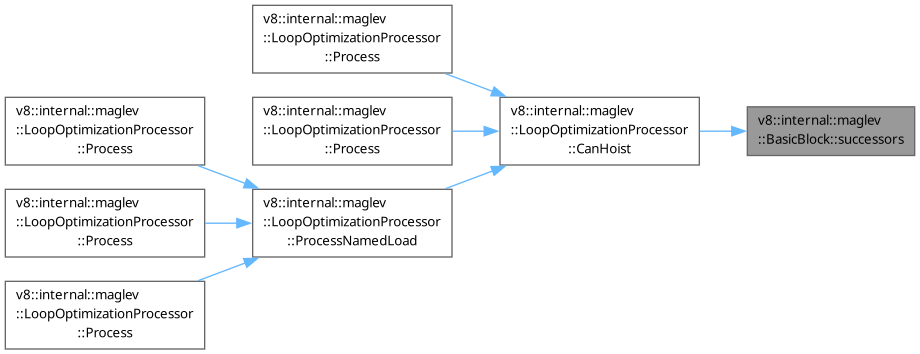 v8::internal::maglev
::LoopOptimizationProcessor
::Process
v8::internal::maglev
::LoopOptimizationProcessor
::Process
v8::internal::maglev
::LoopOptimizationProcessor
::Process
v8::internal::maglev
::LoopOptimizationProcessor
::CanHoist
v8::internal::maglev
::BasicBlock::successors
v8::internal::maglev
::LoopOptimizationProcessor
::Process
v8::internal::maglev
::LoopOptimizationProcessor
::ProcessNamedLoad
v8::internal::maglev
::LoopOptimizationProcessor
::Process